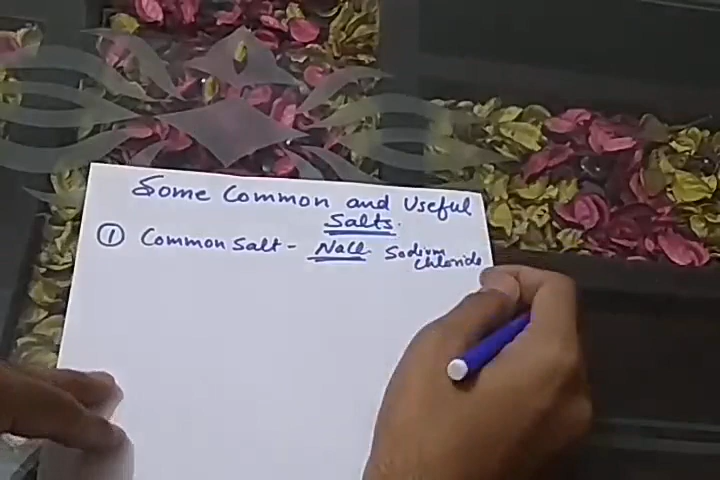 Some Common and Useful
Salts.
① Common Salt - NaCl Sodium
Chloride